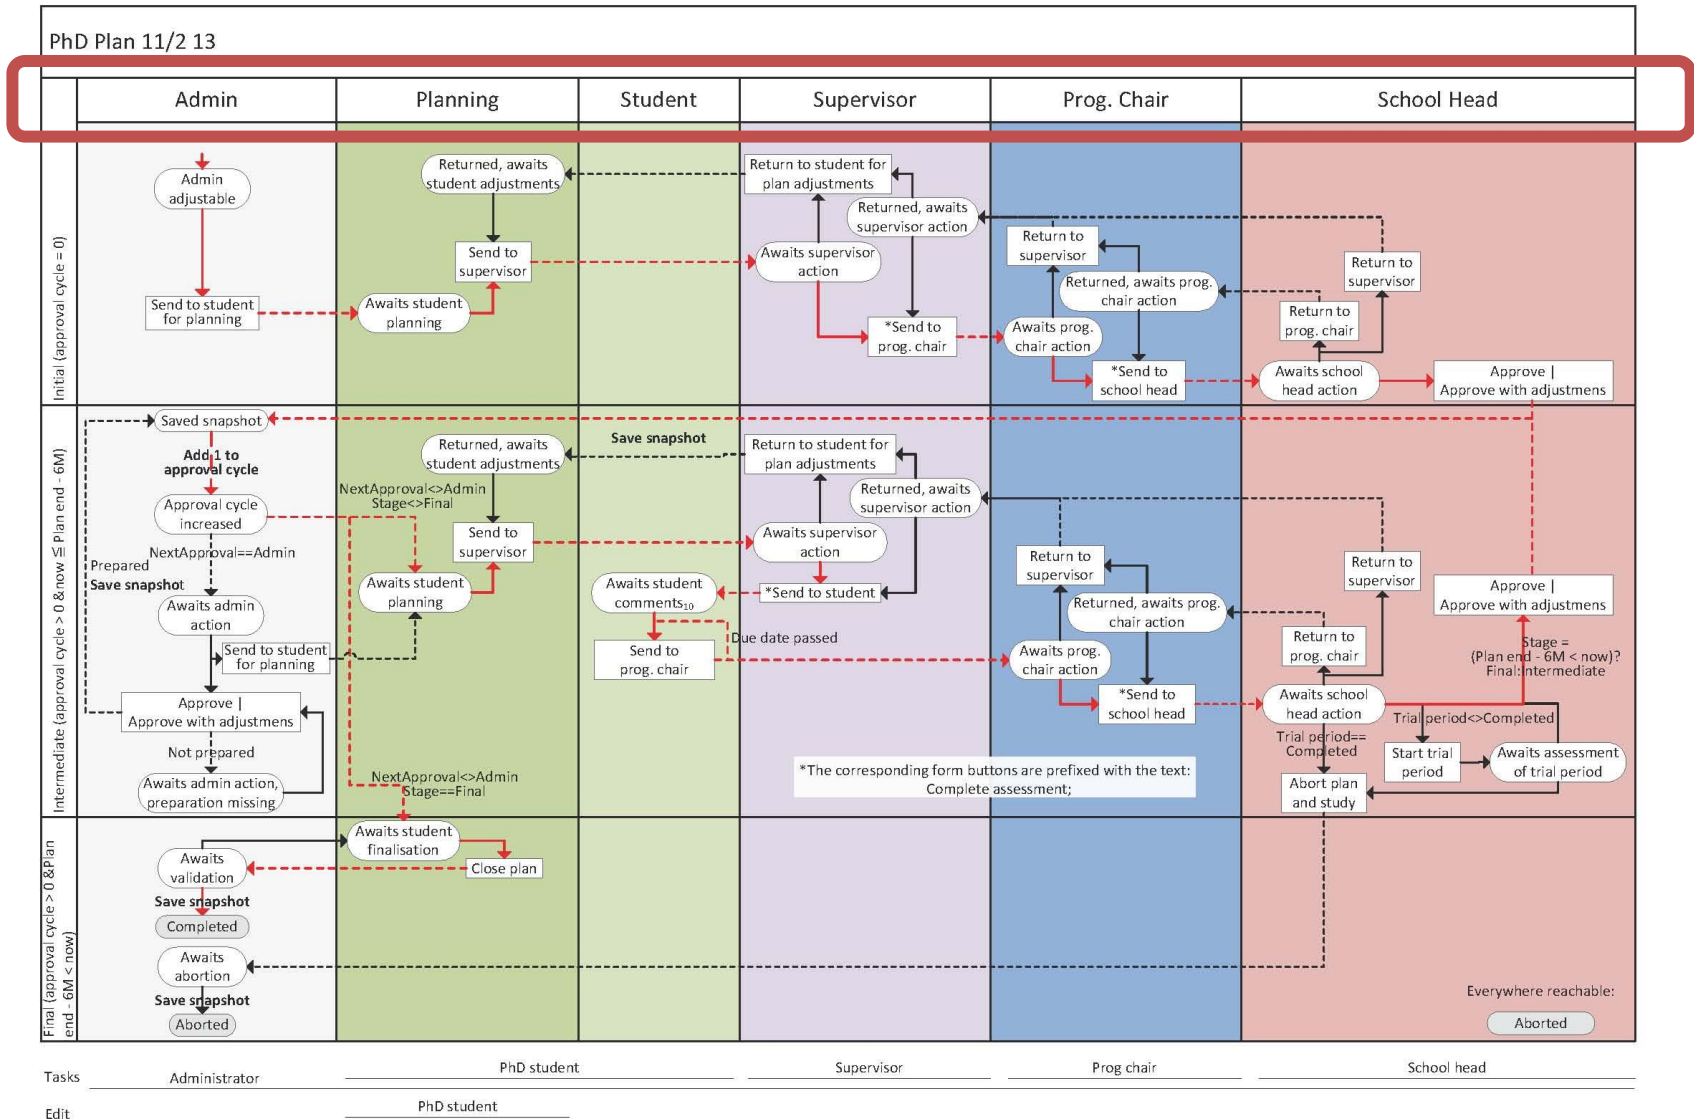 PhD Plan 11/2 13
Admin
Planning
Student
Supervisor
Prog. Chair
School Head
Initial (approval cycle = 0)
Admin
adjustable
Send to student
for planning
Returned, awaits
student adjustments
Send to
supervisor
Awaits student
planning
Return to student for
plan adjustments
Returned, awaits
supervisor action
Awaits supervisor
action
*Send to
prog. chair
Return to
supervisor
Returned, awaits prog.
chair action
Awaits prog.
chair action
*Send to
school head
Return to
supervisor
Return to
prog. chair
Awaits school
head action
Approve |
Approve with adjustmens
Intermediate (approval cycle > 0 &now ≤ Plan end - 6M)
Saved snapshot
Add 1 to
approval cycle
Approval cycle
increased
NextApproval==Admin
Prepared
Save snapshot
Awaits admin
action
Send to student
for planning
Approve |
Approve with adjustmens
Not prepared
Awaits admin action,
preparation missing
Returned, awaits
student adjustments
NextApproval<>Admin
Stage<>Final
Send to
supervisor
Awaits student
planning
NextApproval<>Admin
Stage==Final
Save snapshot
Awaits student
comments10
Send to
prog. chair
Due date passed
Return to student for
plan adjustments
Returned, awaits
supervisor action
Awaits supervisor
action
*Send to student
Return to
supervisor
Returned, awaits prog.
chair action
Awaits prog.
chair action
*Send to
school head
*The corresponding form buttons are prefixed with the text:
Complete assessment;
Return to
supervisor
Return to
prog. chair
Approve |
Approve with adjustmens
Stage =
(Plan end - 6M < now)?
Final:Intermediate
Awaits school
head action
Trial period<>Completed
Trial period==
Completed
Start trial
period
Awaits assessment
of trial period
Abort plan
and study
Final (approval cycle > 0 &Plan
end - 6M < now)
Awaits student
finalisation
Close plan
Awaits
validation
Save snapshot
Completed
Awaits
abortion
Save snapshot
Aborted
Everywhere reachable:
Aborted
Tasks
Administrator
PhD student
Supervisor
Prog chair
School head
Edit
PhD student